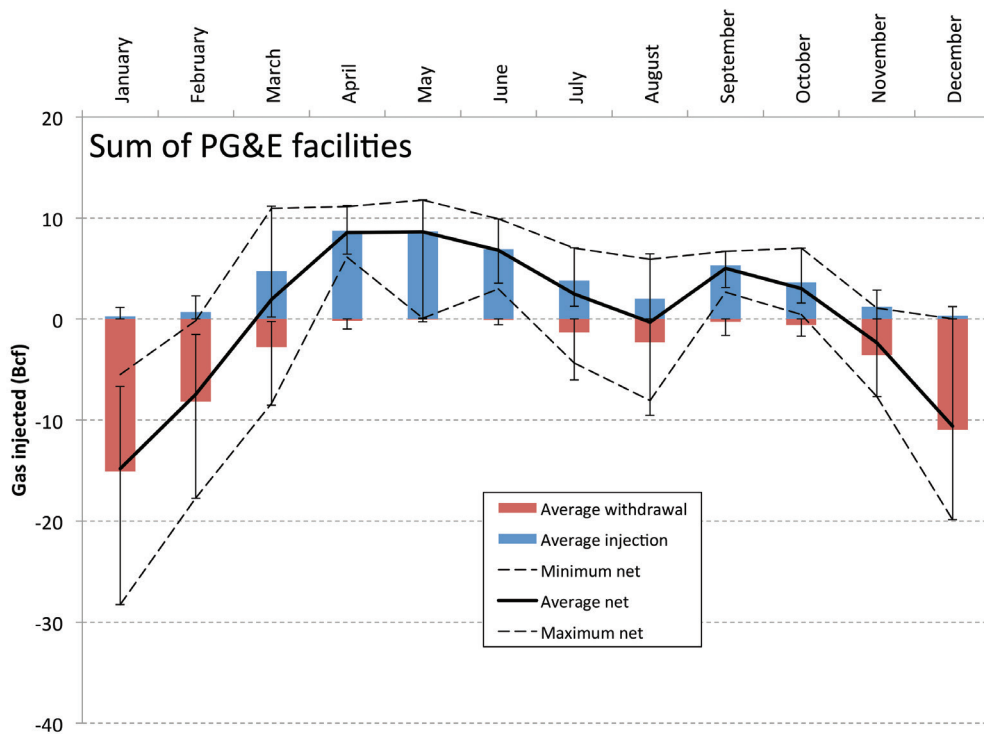 January
February
March
April
May
June
July
August
September
October
November
December
20
Sum of PG&E facilities
10
0
-10
-20
-30
-40
Gas injected (Bcf)
Average withdrawal
Average injection
Minimum net
Average net
Maximum net